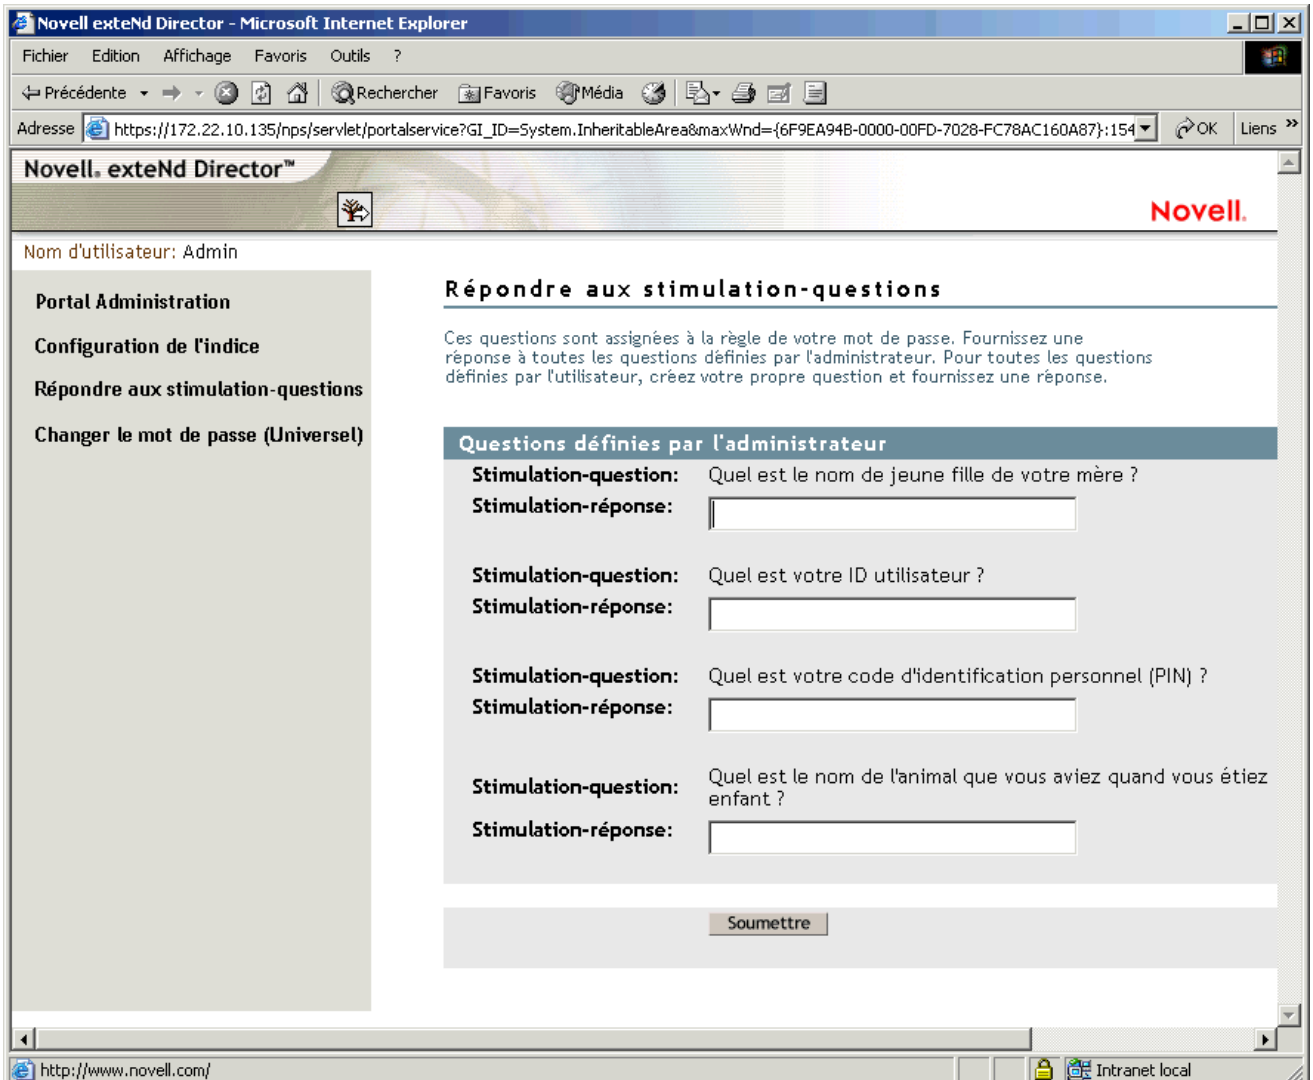 Novell exteNd Director - Microsoft Internet Explorer
Fichier Edition Affichage Favoris Outils ?
Précédente Rechercher Favoris Média
Adresse https://172.22.10.135/nps/servlet/portalservice?GI_ID=System.InheritableArea&maxWnd={6F9EA94B-0000-00FD-7028-FC78AC160A87}:154 OK Liens »
Novell® exteNd Director™
Novell®
Nom d'utilisateur: Admin
Portal Administration
Configuration de l'indice
Répondre aux stimulation-questions
Changer le mot de passe (Universel)
Répondre aux stimulation-questions
Ces questions sont assignées à la règle de votre mot de passe. Fournissez une
réponse à toutes les questions définies par l'administrateur. Pour toutes les questions
définies par l'utilisateur, créez votre propre question et fournissez une réponse.
Questions définies par l'administrateur
Stimulation-question: Quel est le nom de jeune fille de votre mère ?
Stimulation-réponse:
Stimulation-question: Quel est votre ID utilisateur ?
Stimulation-réponse:
Stimulation-question: Quel est votre code d'identification personnel (PIN) ?
Stimulation-réponse:
Stimulation-question: Quel est le nom de l'animal que vous aviez quand vous étiez
enfant ?
Stimulation-réponse:
Soumettre
http://www.novell.com/ Intranet local